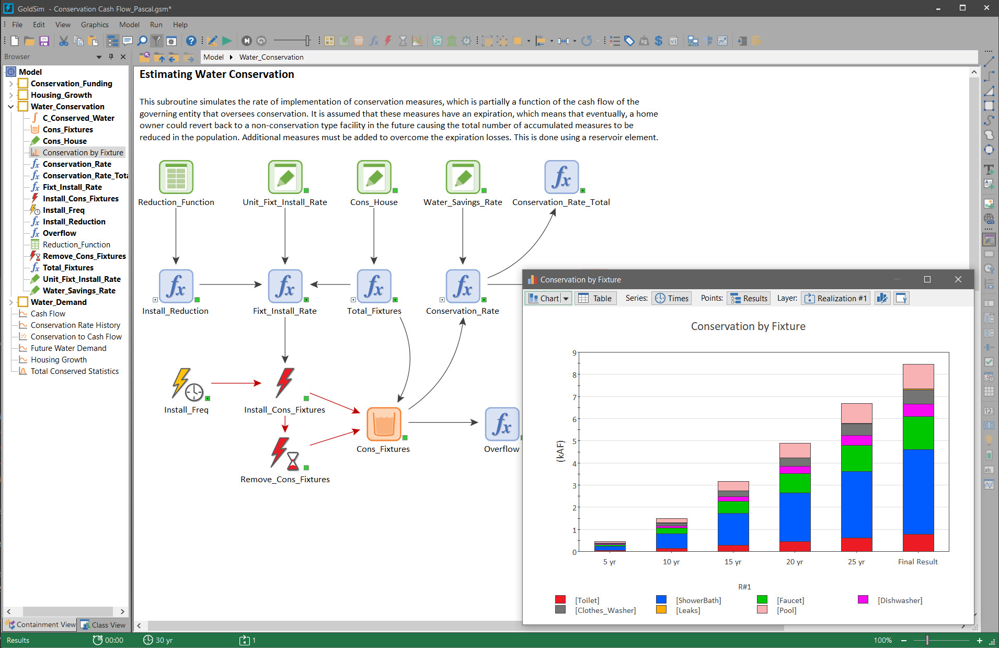 GoldSim - Conservation Cash Flow_Pascal.gsm*
File Edit View Graphics Model Run Help
Browser
Model Water_Conservation
Model
Conservation_Funding
Housing_Growth
Water_Conservation
C_Conserved_Water
Cons_Fixtures
Cons_House
Conservation by Fixture
Conservation_Rate
Conservation_Rate_Tota
Fixt_Install_Rate
Install_Cons_Fixtures
Install_Freq
Install_Reduction
Overflow
Reduction_Function
Remove_Cons_Fixtures
Total_Fixtures
Unit_Fixt_Install_Rate
Water_Savings_Rate
Water_Demand
Cash Flow
Conservation Rate History
Conservation to Cash Flow
Future Water Demand
Housing Growth
Total Conserved Statistics
Containment View Class View
Estimating Water Conservation
This subroutine simulates the rate of implementation of conservation measures, which is partially a function of the cash flow of the
governing entity that oversees conservation. It is assumed that these measures have an expiration, which means that eventually, a home
owner could revert back to a non-conservation type facility in the future causing the total number of accumulated measures to be
reduced in the population. Additional measures must be added to overcome the expiration losses. This is done using a reservoir element.
Reduction_Function Unit_Fixt_Install_Rate Cons_House Water_Savings_Rate Conservation_Rate_Total
Install_Reduction Fixt_Install_Rate Total_Fixtures Conservation_Rate
Install_Freq Install_Cons_Fixtures
Cons_Fixtures Overflow
Remove_Cons_Fixtures
Conservation by Fixture
Chart Table Series: Times Points: Results Layer: Realization #1
Conservation by Fixture
9
8
7
6
5
4
3
2
1
0
(kAF)
5 yr 10 yr 15 yr 20 yr 25 yr Final Result
R#1
[Toilet] [ShowerBath] [Faucet] [Dishwasher]
[Clothes_Washer] [Leaks] [Pool]
Results 00:00 30 yr 1 100%